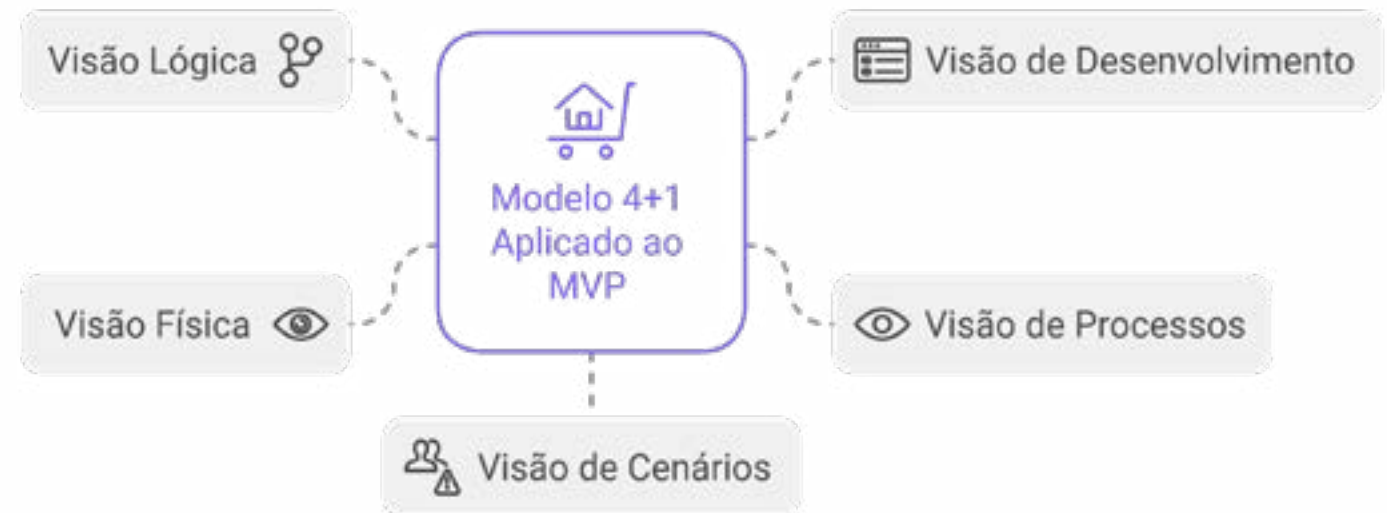 Visão Lógica
Visão de Desenvolvimento
Modelo 4+1
Aplicado ao
MVP
Visão Física
Visão de Processos
Visão de Cenários